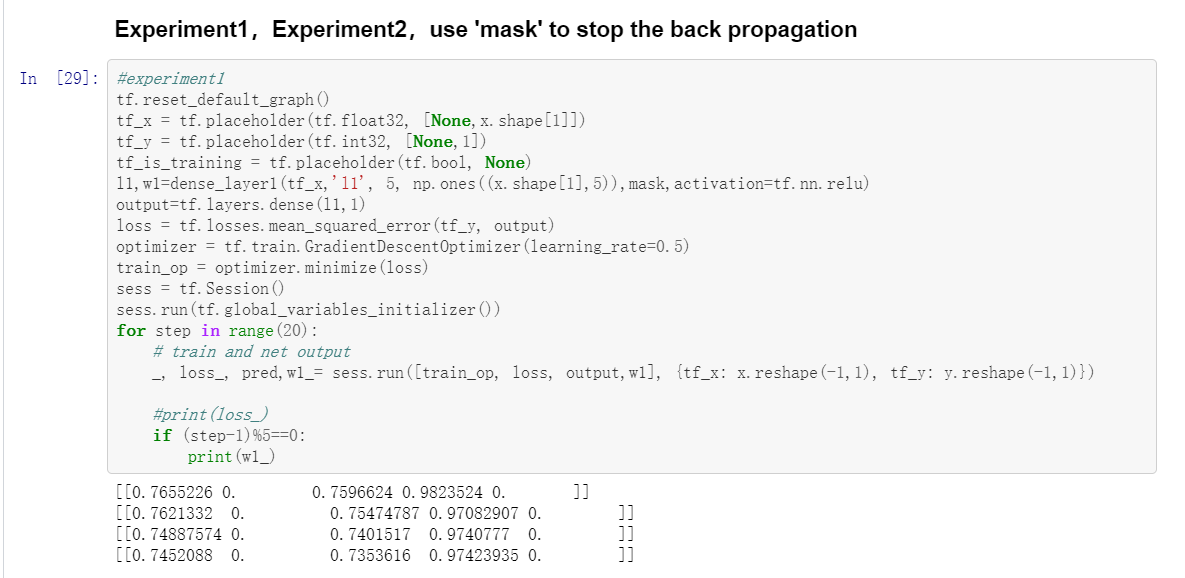 Experiment1，Experiment2，use 'mask' to stop the back propagation
In [29]:
#experiment1
tf.reset_default_graph()
tf_x = tf.placeholder(tf.float32, [None,x.shape[1]])
tf_y = tf.placeholder(tf.int32, [None,1])
tf_is_training = tf.placeholder(tf.bool, None)
l1,w1=dense_layer1(tf_x,'l1', 5, np.ones((x.shape[1],5)),mask,activation=tf.nn.relu)
output=tf.layers.dense(l1,1)
loss = tf.losses.mean_squared_error(tf_y, output)
optimizer = tf.train.GradientDescentOptimizer(learning_rate=0.5)
train_op = optimizer.minimize(loss)
sess = tf.Session()
sess.run(tf.global_variables_initializer())
for step in range(20):
    # train and net output
    _, loss_, pred,w1_= sess.run([train_op, loss, output,w1], {tf_x: x.reshape(-1,1), tf_y: y.reshape(-1,1)})
    #print(loss_)
    if (step-1)%5==0:
        print(w1_)
[[0.7655226 0.        0.7596624 0.9823524 0.       ]]
[[0.7621332  0.         0.75474787 0.97082907 0.        ]]
[[0.74887574 0.         0.7401517  0.9740777  0.        ]]
[[0.7452088  0.         0.7353616  0.97423935 0.        ]]